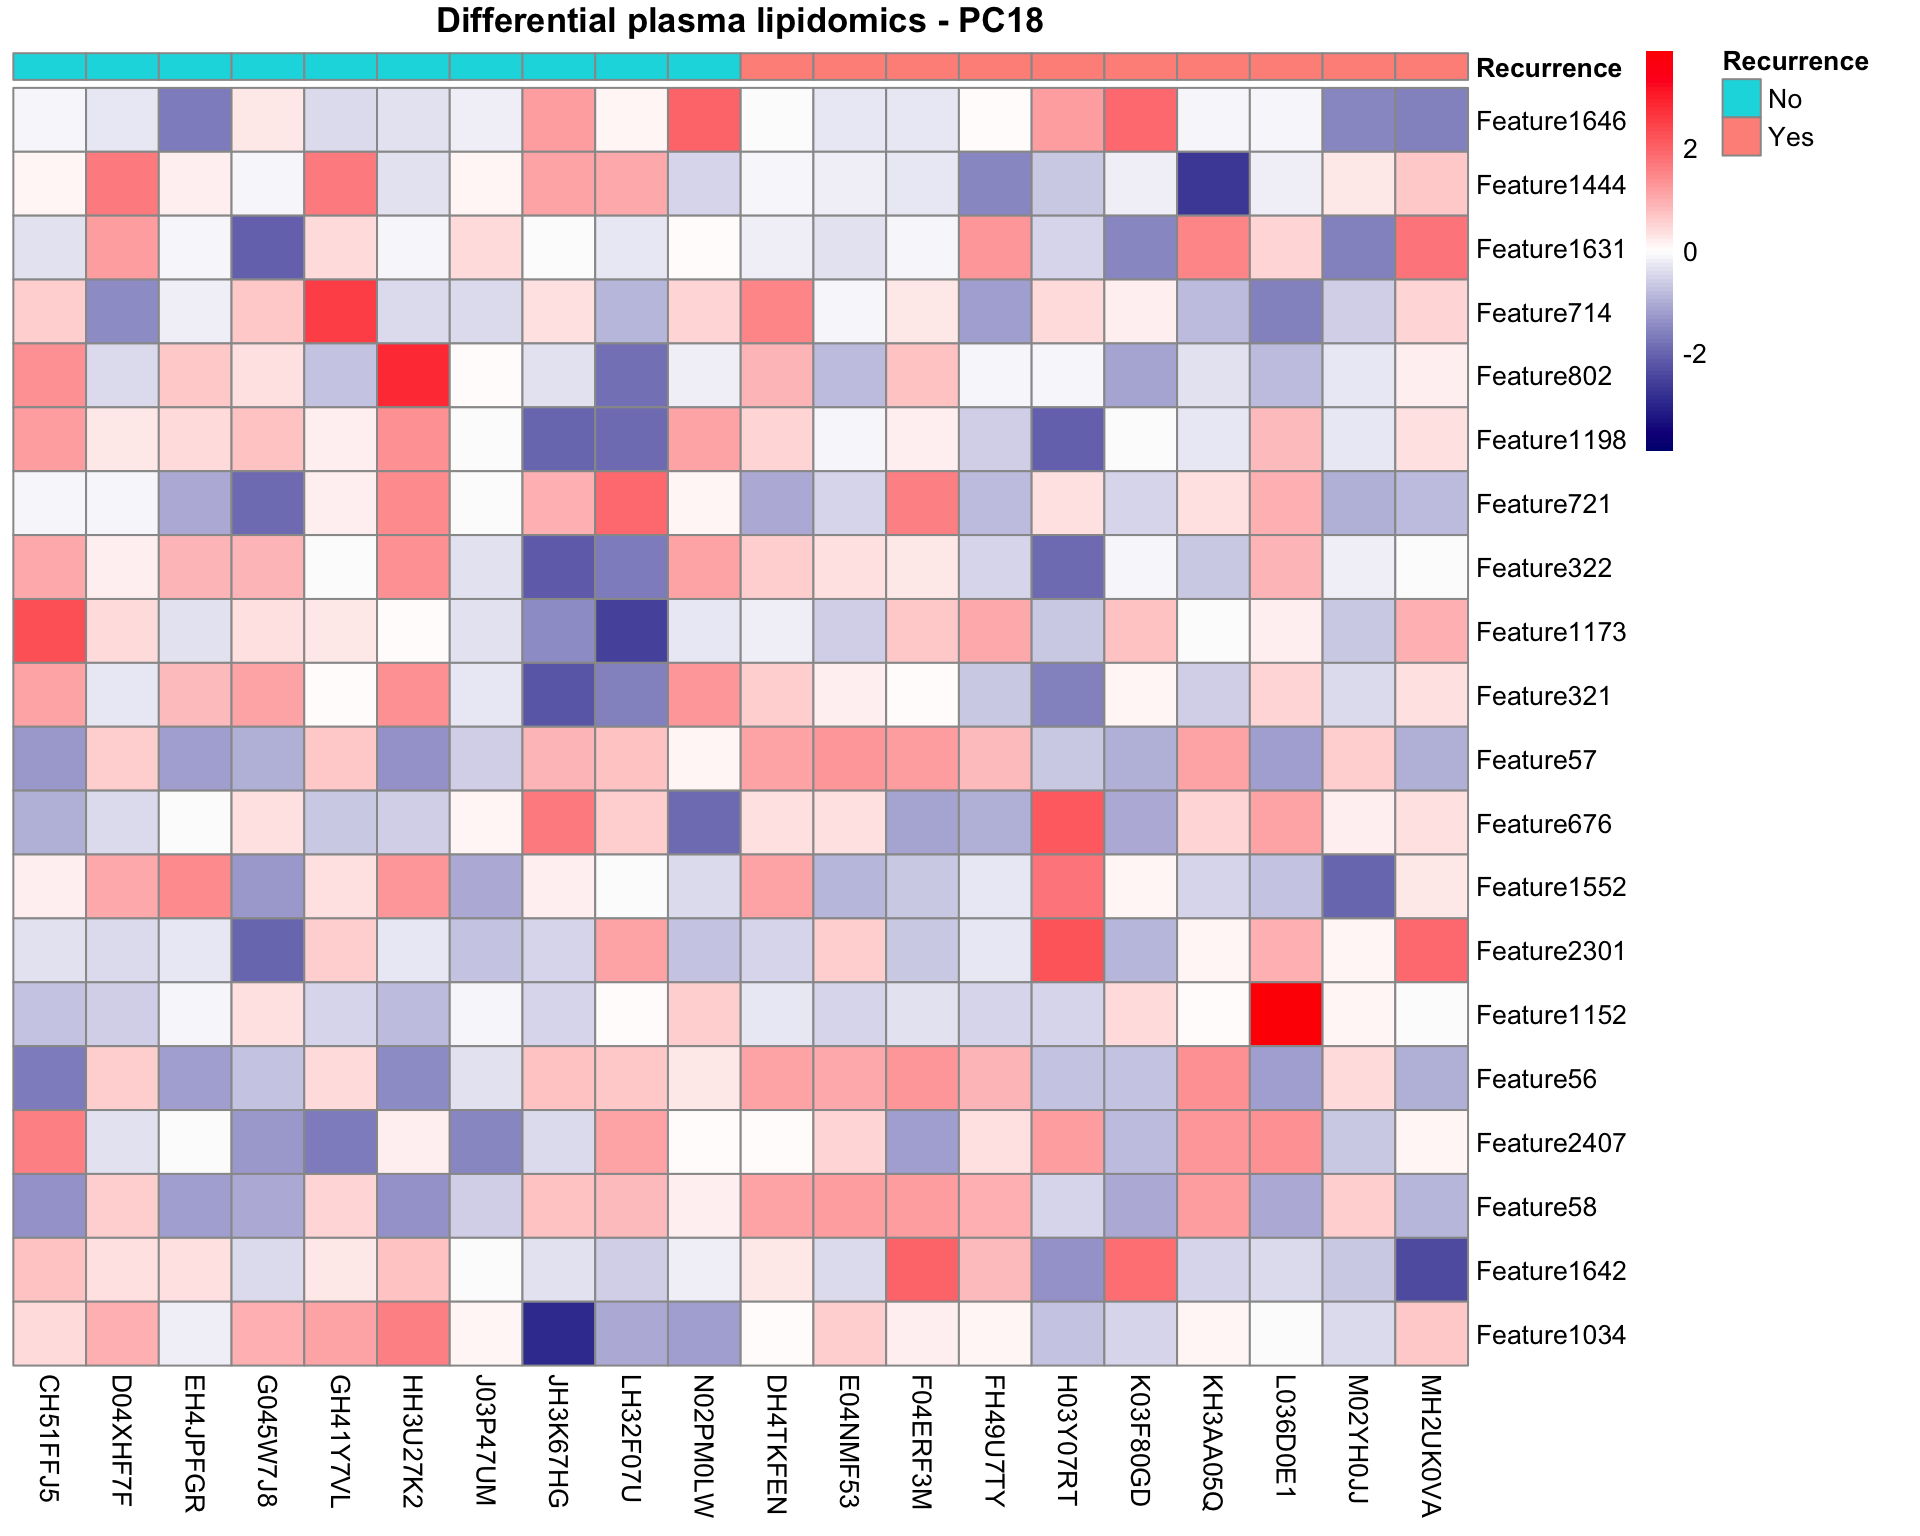 Differential plasma lipidomics - PC18
Recurrence
Recurrence
No
Yes
2
0
-2
Feature1646
Feature1444
Feature1631
Feature714
Feature802
Feature1198
Feature721
Feature322
Feature1173
Feature321
Feature57
Feature676
Feature1552
Feature2301
Feature1152
Feature56
Feature2407
Feature58
Feature1642
Feature1034
CH51FFJ5
D04XHF7F
EH4JPFGR
G045W7J8
GH41Y7VL
HH3U27K2
J03P47UM
JH3K67HG
LH32F07U
N02PM0LW
DH4TKFEN
E04NMF53
F04ERF3M
FH49U7TY
H03Y07RT
K03F80GD
KH3AA05Q
L036D0E1
M02YH0JJ
MH2UK0VA